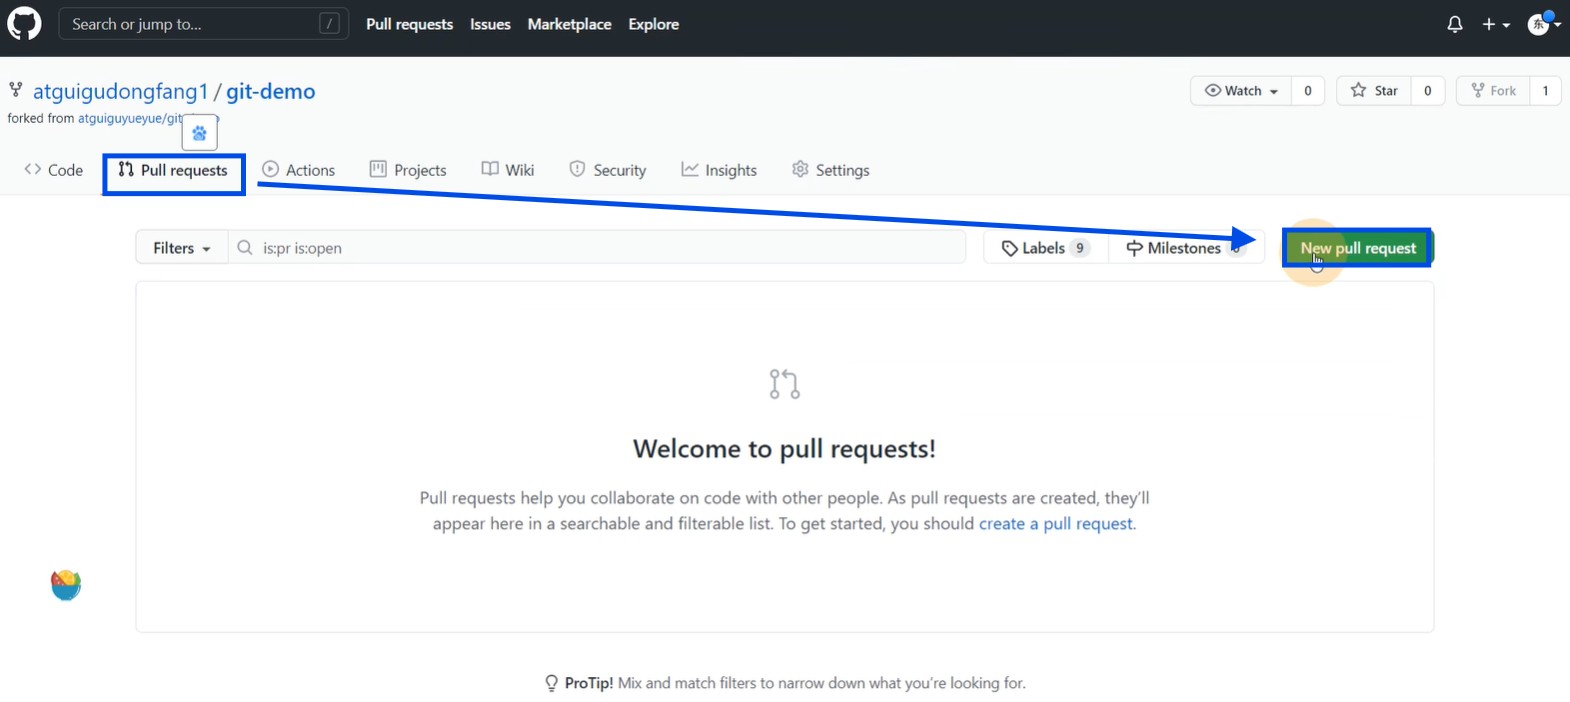 Search or jump to... / Pull requests Issues Marketplace Explore 东
atguigudongfang1 / git-demo Watch 0 Star 0 Fork 1
forked from atguiguyueyue/git
Code Pull requests Actions Projects Wiki Security Insights Settings
Filters is:pr is:open Labels 9 Milestones New pull request
Welcome to pull requests!
Pull requests help you collaborate on code with other people. As pull requests are created, they'll
appear here in a searchable and filterable list. To get started, you should create a pull request.
ProTip! Mix and match filters to narrow down what you're looking for.